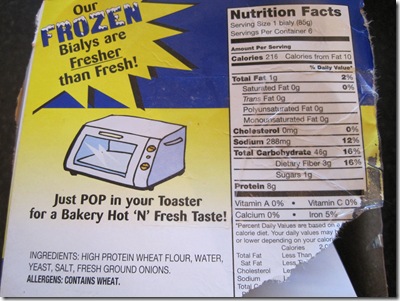 Our
FROZEN
Bialys are
Fresher
than Fresh!
Just POP in your Toaster
for a Bakery Hot 'N' Fresh Taste!
INGREDIENTS: HIGH PROTEIN WHEAT FLOUR, WATER,
YEAST, SALT, FRESH GROUND ONIONS.
ALLERGENS: CONTAINS WHEAT.
Nutrition Facts
Serving Size 1 bialy (85g)
Servings Per Container 6
Amount Per Serving
Calories 216 Calories from Fat 10
% Daily Value*
Total Fat 1g 2%
Saturated Fat 0g 0%
Trans Fat 0g
Polyunsaturated Fat 0g
Monounsaturated Fat 0g
Cholesterol 0mg 0%
Sodium 288mg 12%
Total Carbohydrate 46g 16%
Dietary Fiber 3g 16%
Sugars 1g
Protein 8g
Vitamin A 0% • Vitamin C 0%
Calcium 0% • Iron 5%
*Percent Daily Values are based on a
calorie diet. Your daily values may
or lower depending on your calor
Calories 2
Total Fat Less Than
Sat Fat Less
Cholesterol Less
Sodium
Total